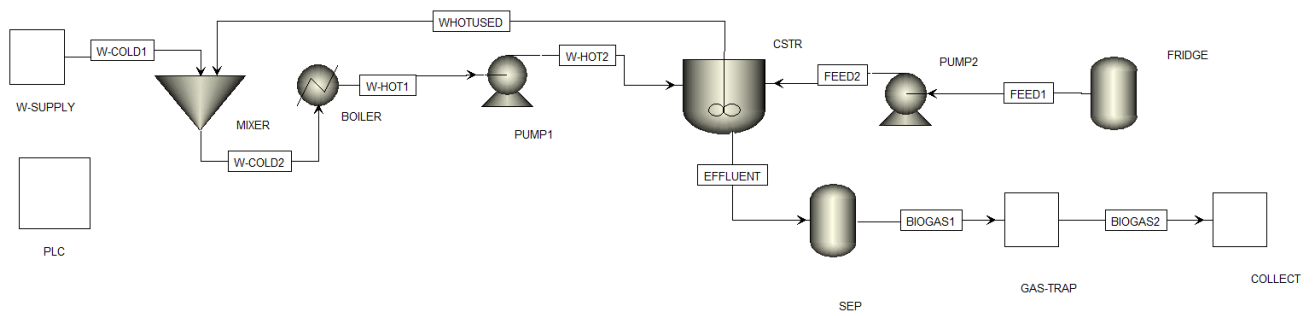 WHOTUSED
W-COLD1
W-SUPPLY
MIXER
BOILER
W-HOT1
W-HOT2
PUMP1
CSTR
FEED2
PUMP2
FEED1
FRIDGE
W-COLD2
PLC
EFFLUENT
SEP
BIOGAS1
GAS-TRAP
BIOGAS2
COLLECT